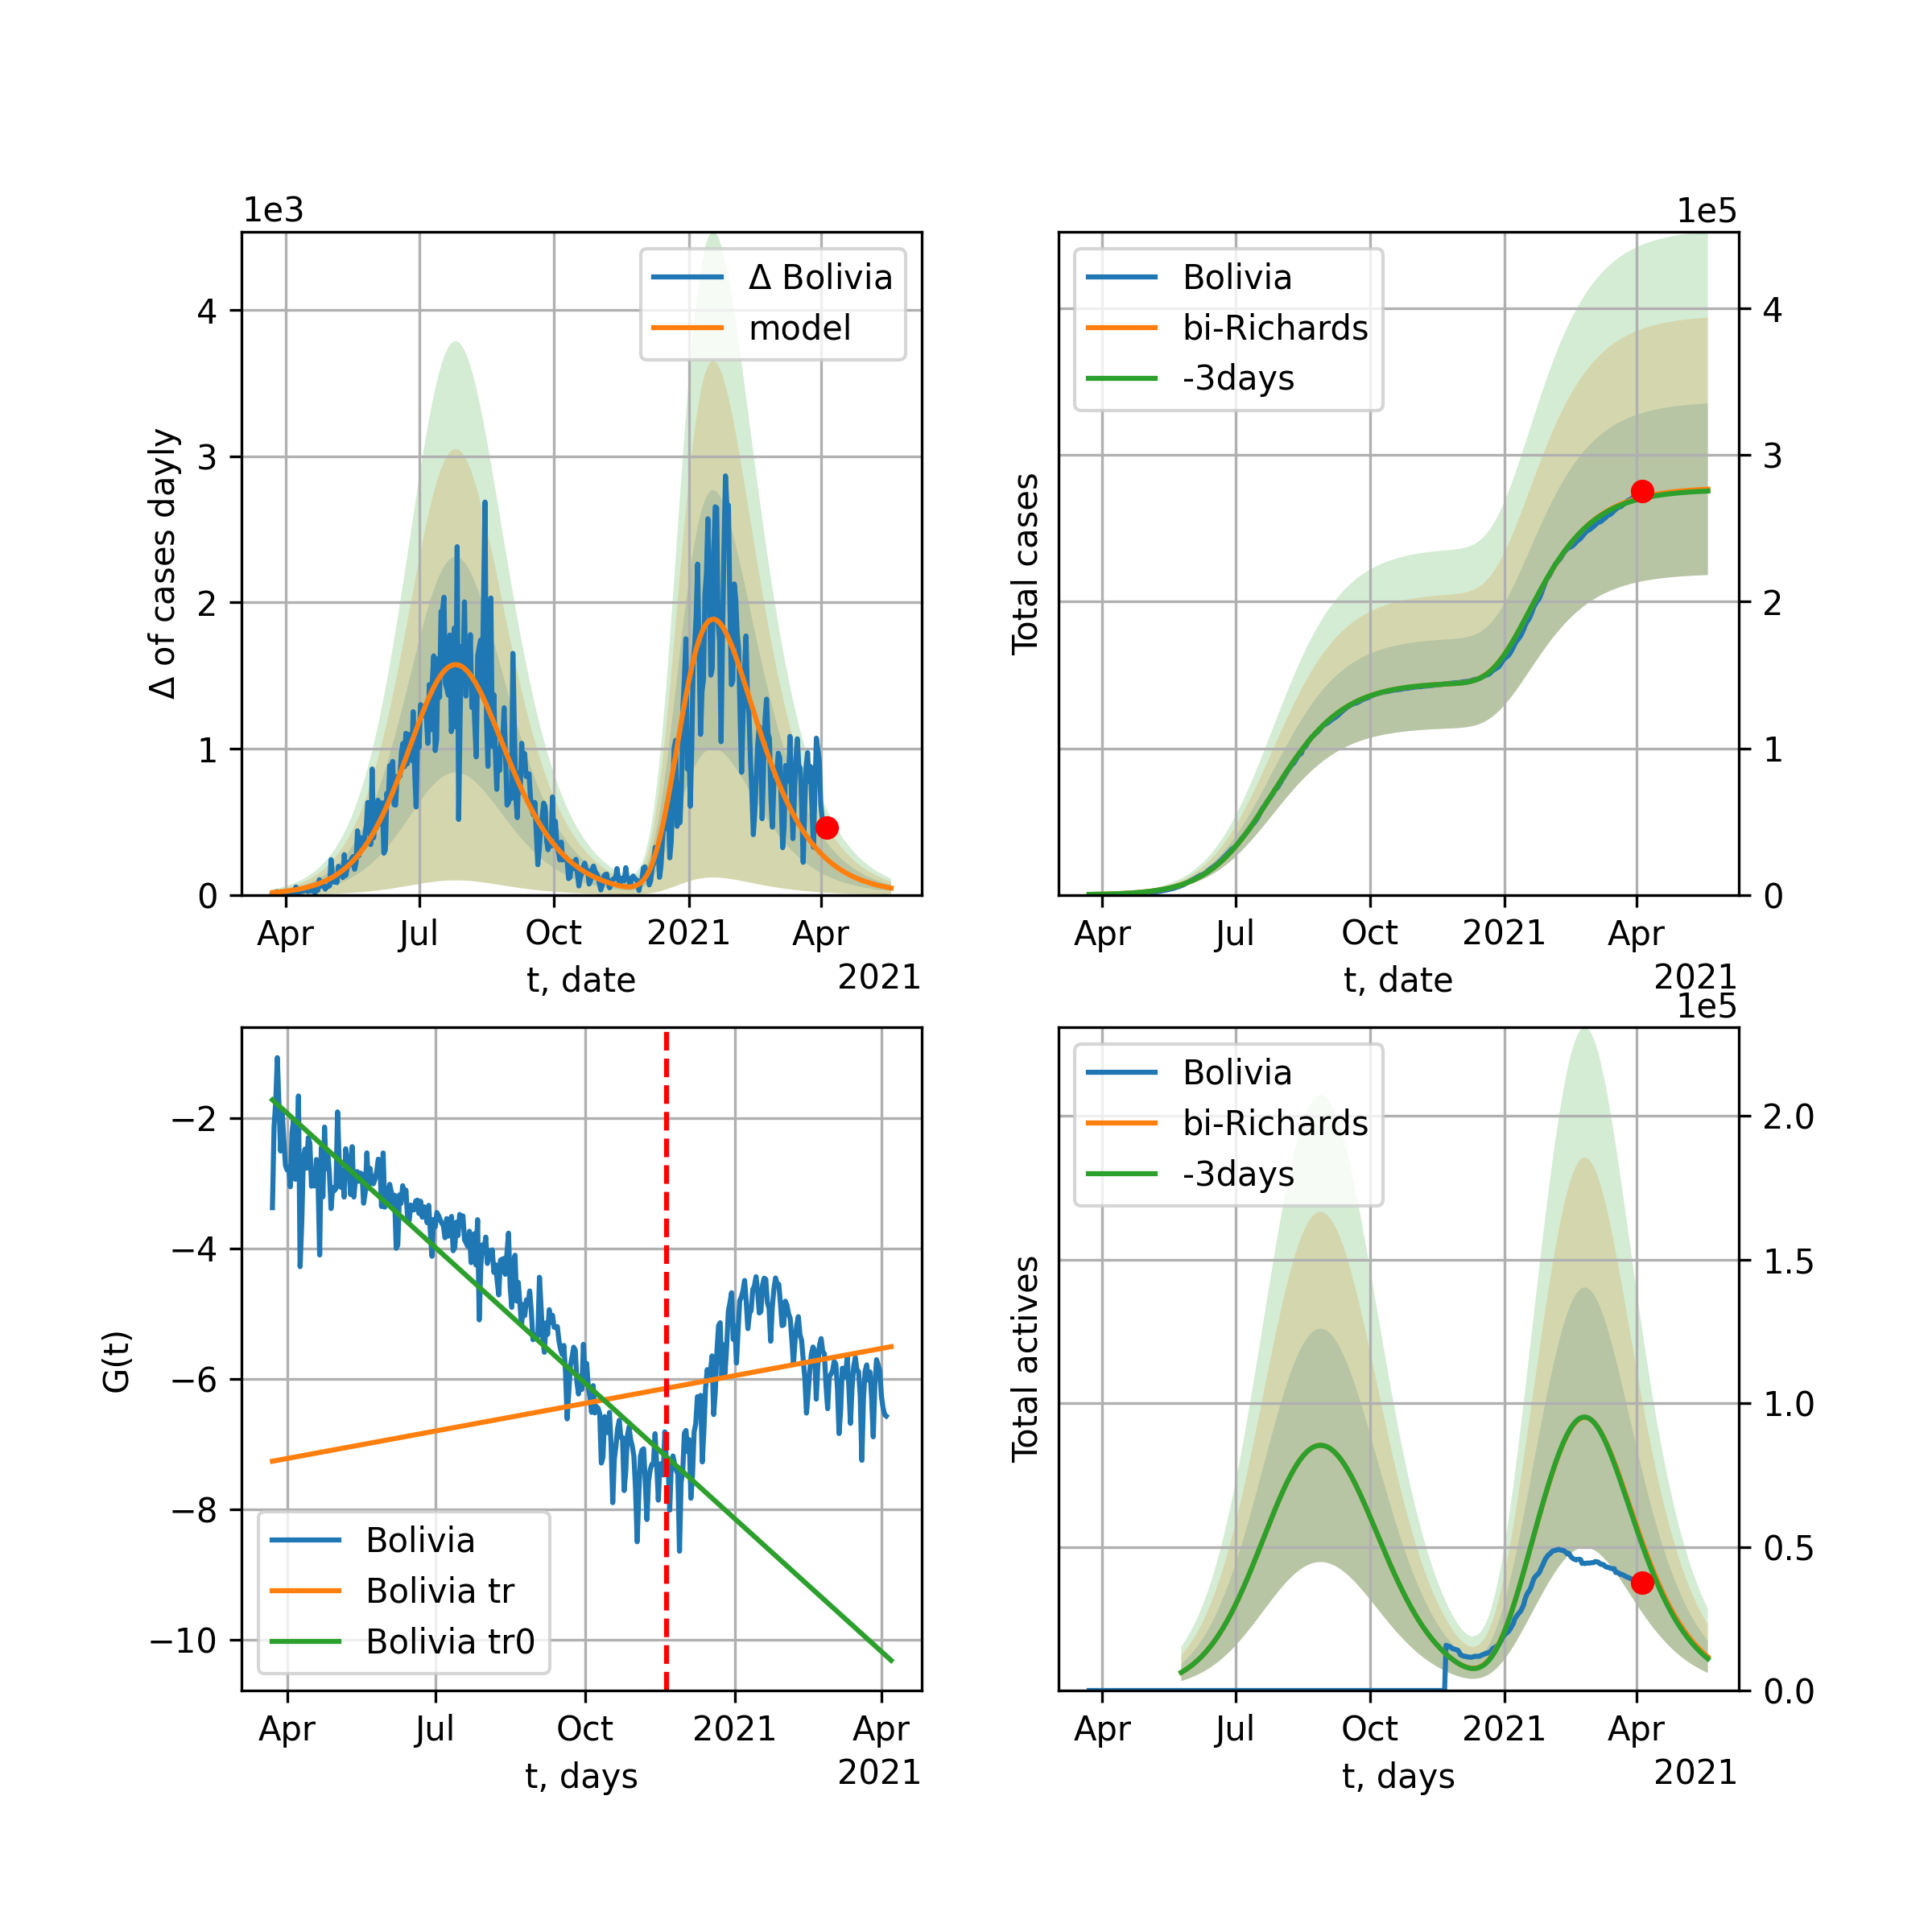 1e3
Δ of cases dayly
4
3
2
1
0
Δ Bolivia
model
Apr
Jul
Oct
2021
Apr
t, date
2021
1e5
Total cases
Bolivia
bi-Richards
-3days
4
3
2
1
0
Apr
Jul
Oct
2021
Apr
t, date
2021
G(t)
−2
−4
−6
−8
−10
Bolivia
Bolivia tr
Bolivia tr0
Apr
Jul
Oct
2021
Apr
t, days
2021
1e5
Total actives
Bolivia
bi-Richards
-3days
2.0
1.5
1.0
0.5
0.0
Apr
Jul
Oct
2021
Apr
t, days
2021